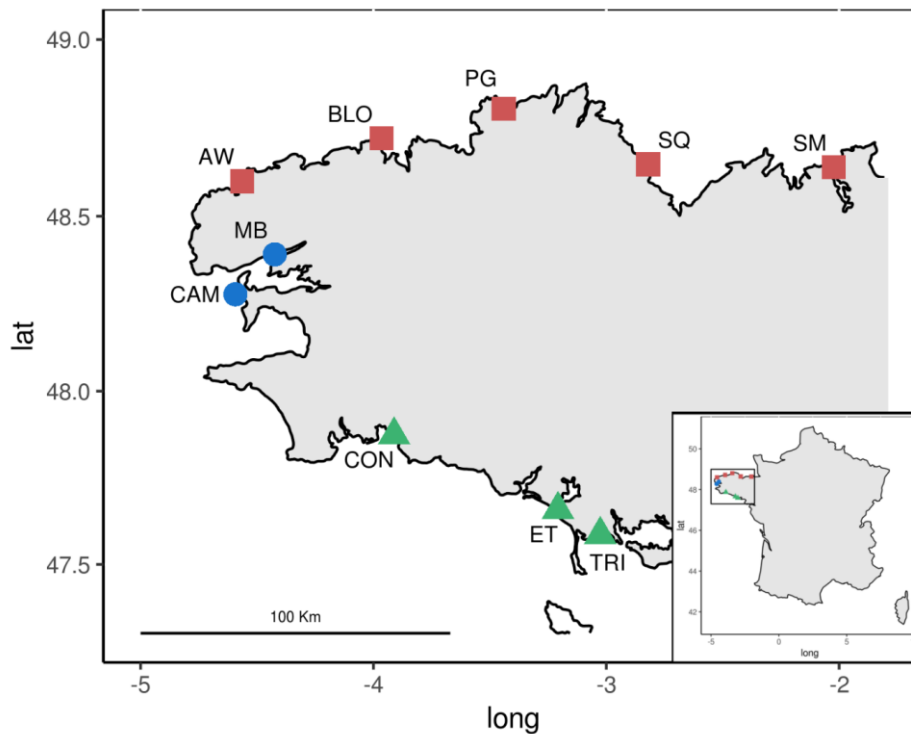 49.0
PG
BLO
AW
SQ
SM
48.5
MB
CAM
lat
48.0
CON
ET
TRI
47.5
100 Km
-5
-4
-3
-2
long
50
48
46
44
42
lat
-5
0
5
long